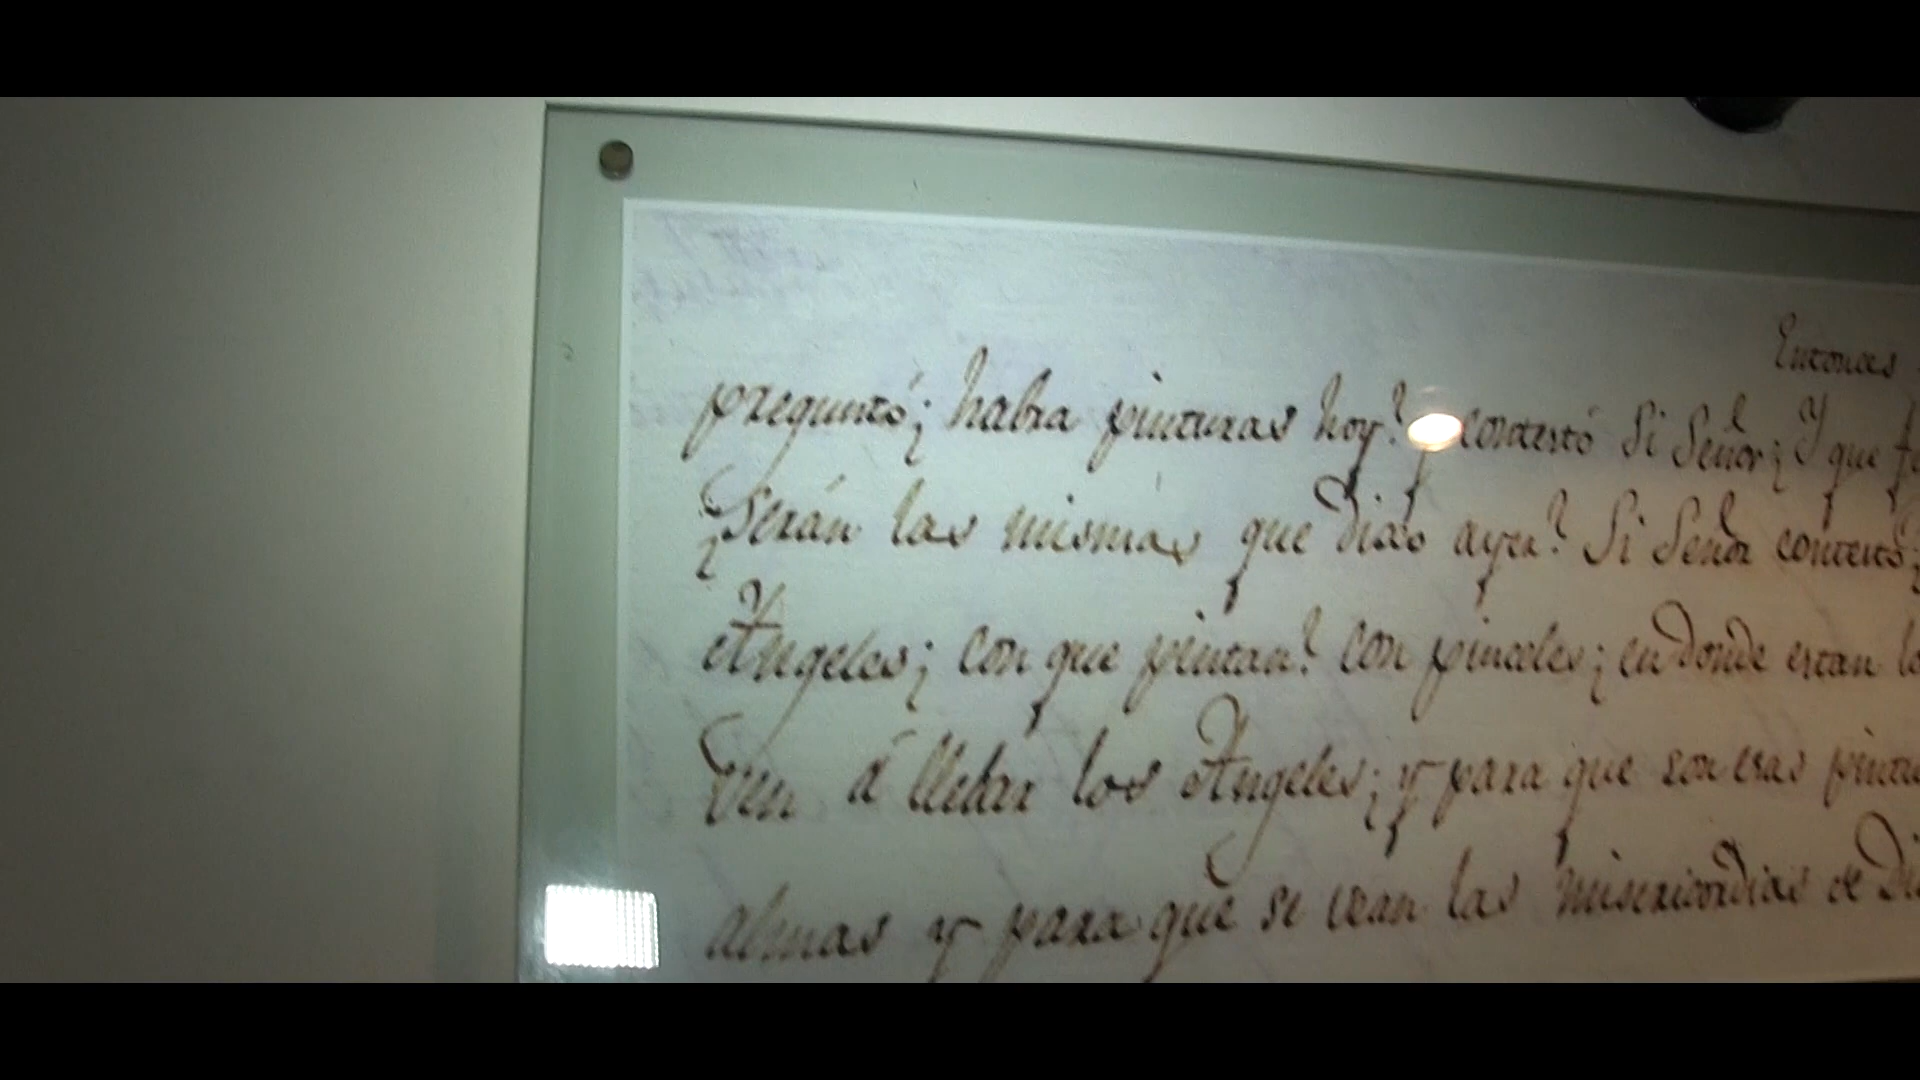 Entonces
preguntó; habra pinturas hoy? contestó Si Señor; Y que
Serán las mismas que Dixo ayer? Si Señor contestó;
Angeles; con que pintan? Con pinceles; en donde estan
ven á llebar los Angeles; y para que son esas
almas y para que se vean las misericordias de